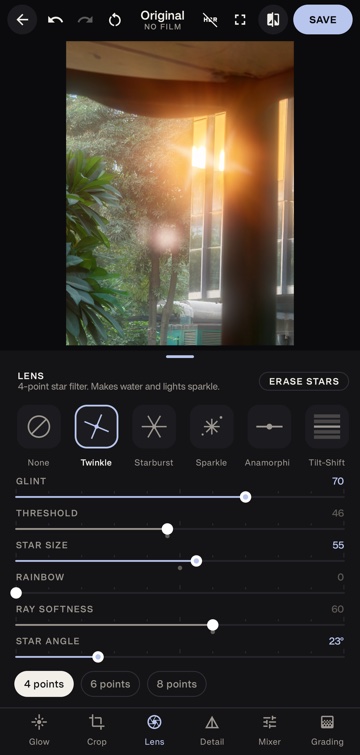 Original
NO FILM
HDR
SAVE
LENS
4-point star filter. Makes water and lights sparkle.
ERASE STARS
None
Twinkle
Starburst
Sparkle
Anamorphi
Tilt-Shift
GLINT 70
THRESHOLD 46
STAR SIZE 55
RAINBOW 0
RAY SOFTNESS 60
STAR ANGLE 23°
4 points
6 points
8 points
Glow
Crop
Lens
Detail
Mixer
Grading